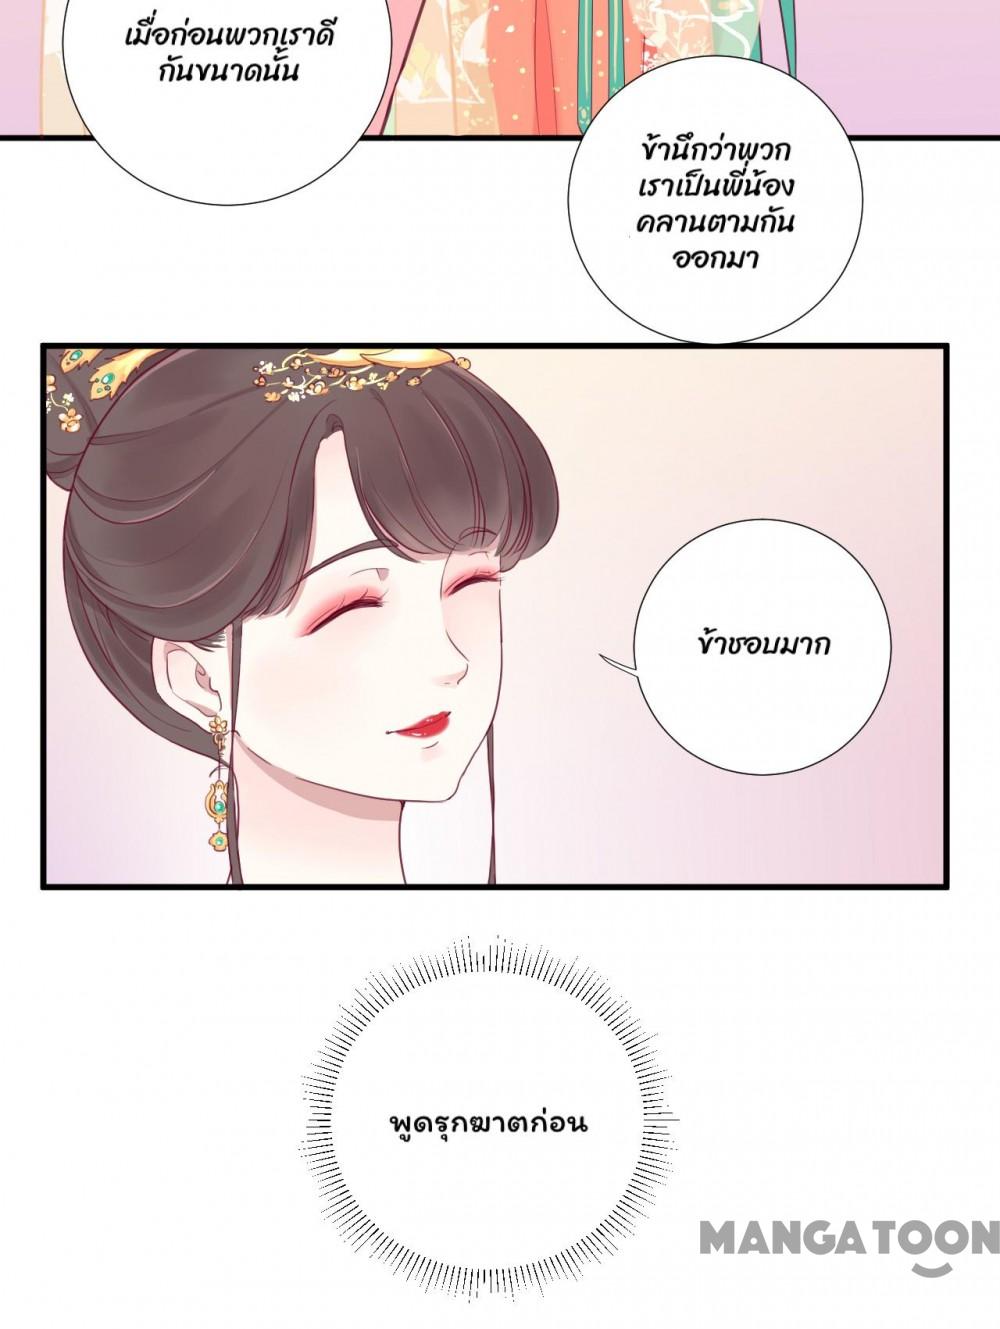 เมื่อก่อนพวกเราดี
กันขนาดนั้น
ข้านึกว่าพวก
เราเป็นพี่น้อง
คลานตามกัน
ออกมา
ข้าชอบมาก
พูดรุกฆาตก่อน
MANGATOON